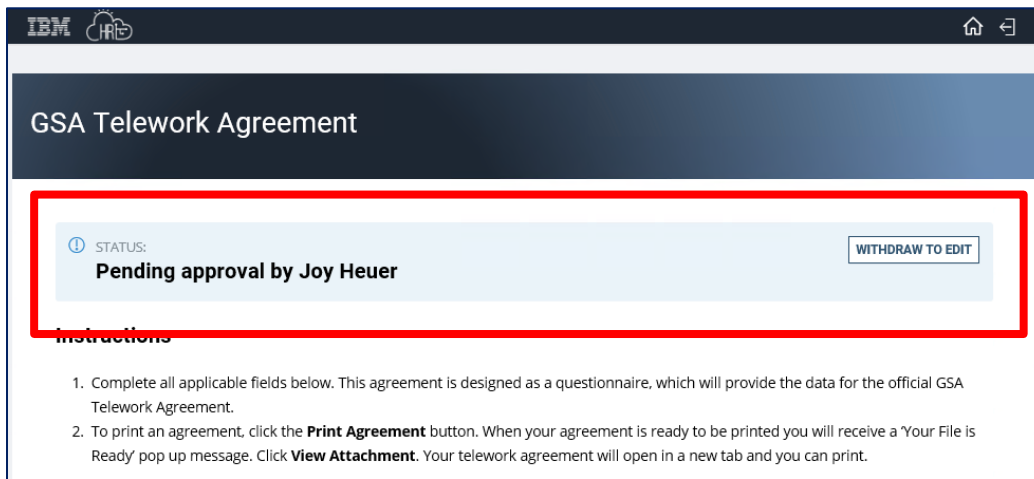 IBM HR
GSA Telework Agreement
STATUS:
Pending approval by Joy Heuer
WITHDRAW TO EDIT
Instructions
1. Complete all applicable fields below. This agreement is designed as a questionnaire, which will provide the data for the official GSA
Telework Agreement.
2. To print an agreement, click the Print Agreement button. When your agreement is ready to be printed you will receive a ‘Your File is
Ready’ pop up message. Click View Attachment. Your telework agreement will open in a new tab and you can print.